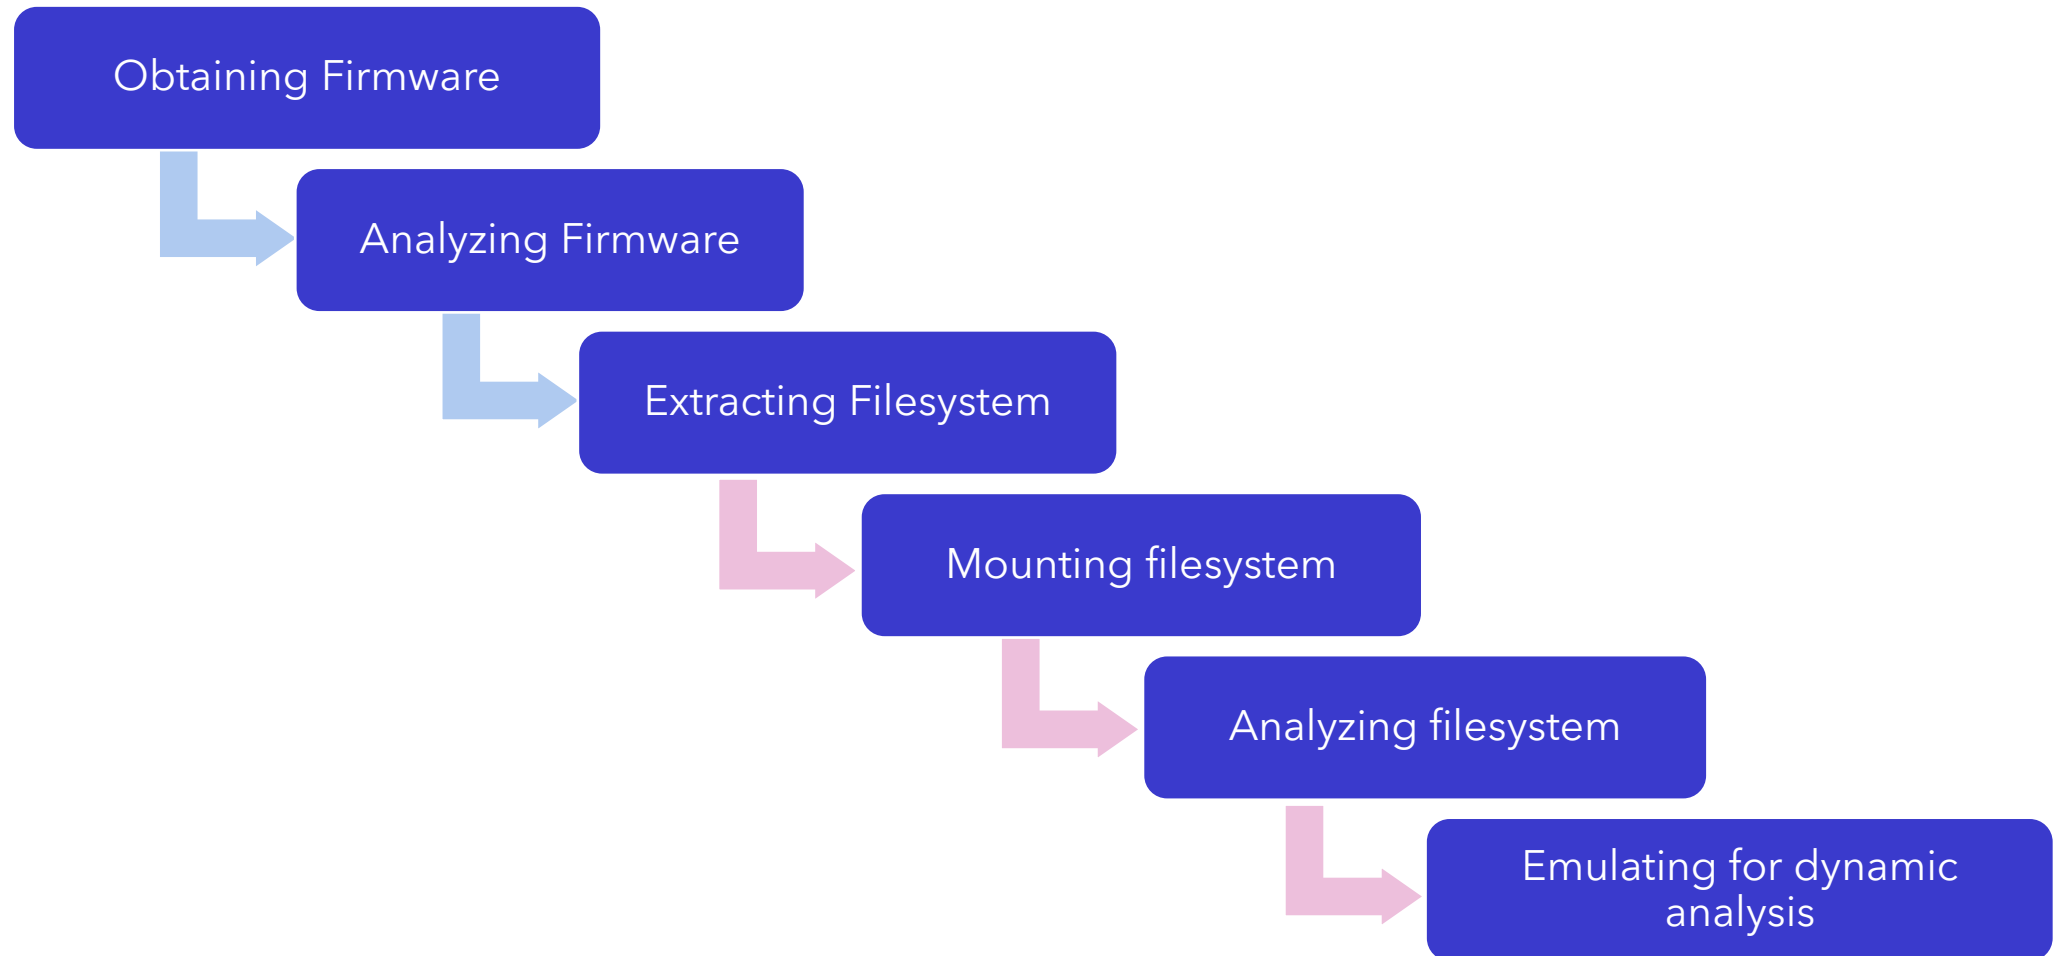 Obtaining Firmware
Analyzing Firmware
Extracting Filesystem
Mounting filesystem
Analyzing filesystem
Emulating for dynamic
analysis